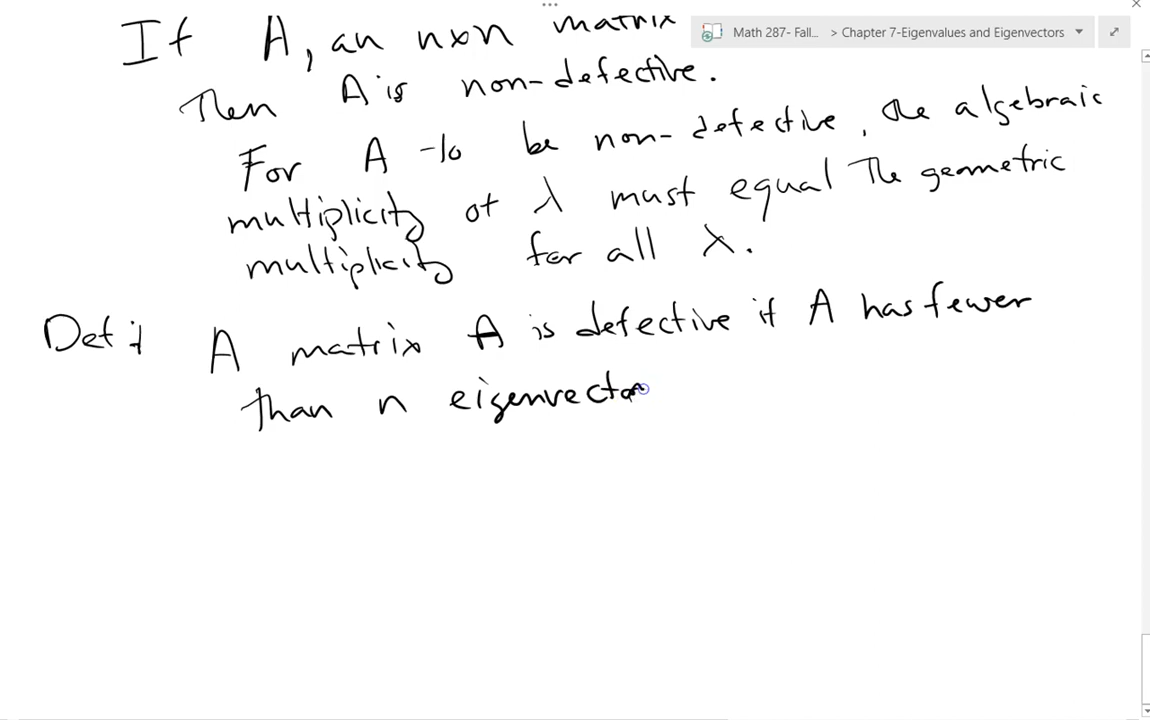 Math 287- Fall... > Chapter 7-Eigenvalues and Eigenvectors
If A, an nxn matrix
Then A is non-defective.
For A to be non-defective, the algebraic
multiplicity of λ must equal the geometric
multiplicity for all λ.
Def: A matrix A is defective if A has fewer
than n eigenvector